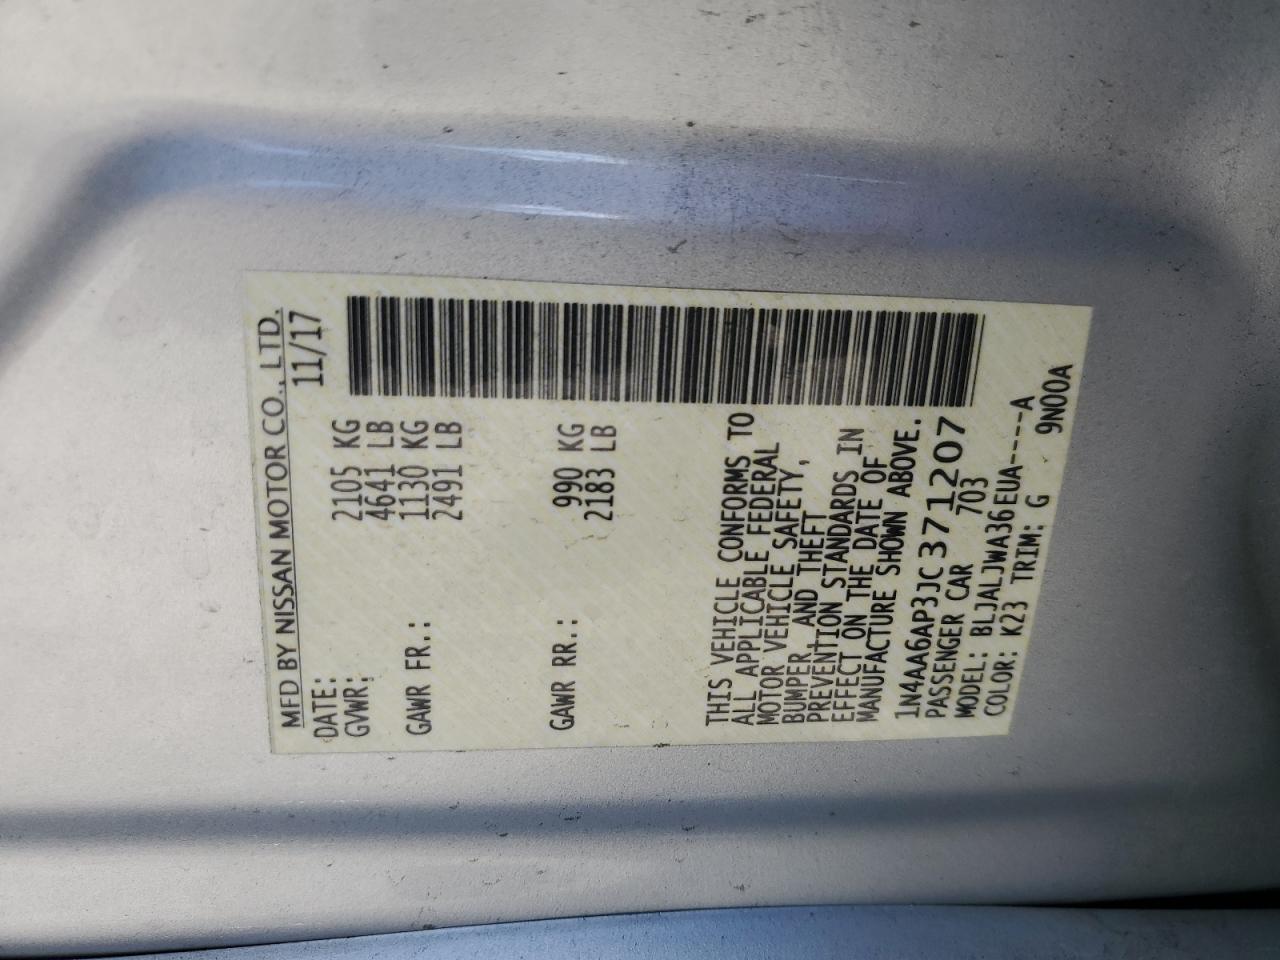 MFD BY NISSAN MOTOR CO., LTD.
DATE: 11/17
GVWR: 2105 KG
4641 LB
GAWR FR.: 1130 KG
2491 LB
GAWR RR.: 990 KG
2183 LB
THIS VEHICLE CONFORMS TO
ALL APPLICABLE FEDERAL
MOTOR VEHICLE SAFETY,
BUMPER, AND THEFT
PREVENTION STANDARDS IN
EFFECT ON THE DATE OF
MANUFACTURE SHOWN ABOVE.
1N4AA6AP3JC371207
PASSENGER CAR 703
MODEL: BLJALJWA36EUA----A
COLOR: K23 TRIM: G 9N00A